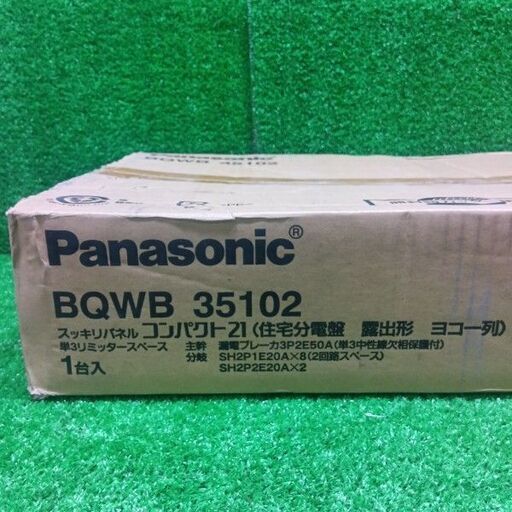 BQWB 35102
Panasonic®
BQWB 35102
スッキリパネル コンパクト21(住宅分電盤 露出形 ヨコ一列)
単3リミッタースペース 主幹 漏電ブレーカ3P2E50A(単3中性線欠相保護付)
1台入 分岐 SH2P1E20A×8(2回路スペース)
SH2P2E20A×2